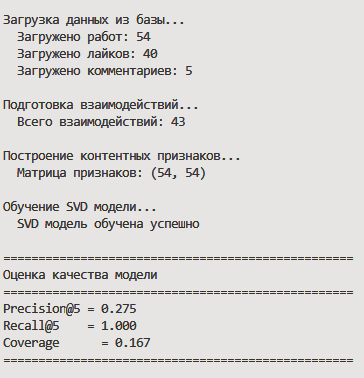 Загрузка данных из базы...
  Загружено работ: 54
  Загружено лайков: 40
  Загружено комментариев: 5

Подготовка взаимодействий...
  Всего взаимодействий: 43

Построение контентных признаков...
  Матрица признаков: (54, 54)

Обучение SVD модели...
  SVD модель обучена успешно

==================================================
Оценка качества модели
==================================================
Precision@5 = 0.275
Recall@5    = 1.000
Coverage      = 0.167
==================================================